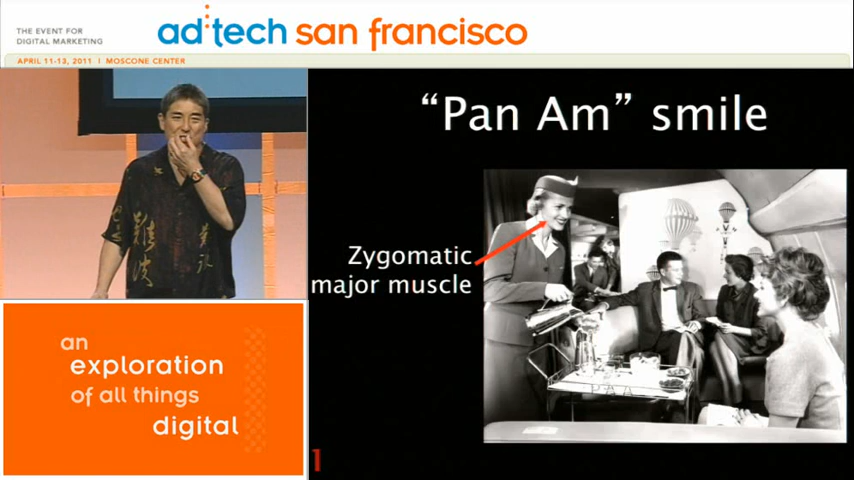 THE EVENT FOR
DIGITAL MARKETING
ad:tech san francisco
APRIL 11-13, 2011 | MOSCONE CENTER
“Pan Am” smile
Zygomatic
major muscle
an
exploration
of all things
digital
1